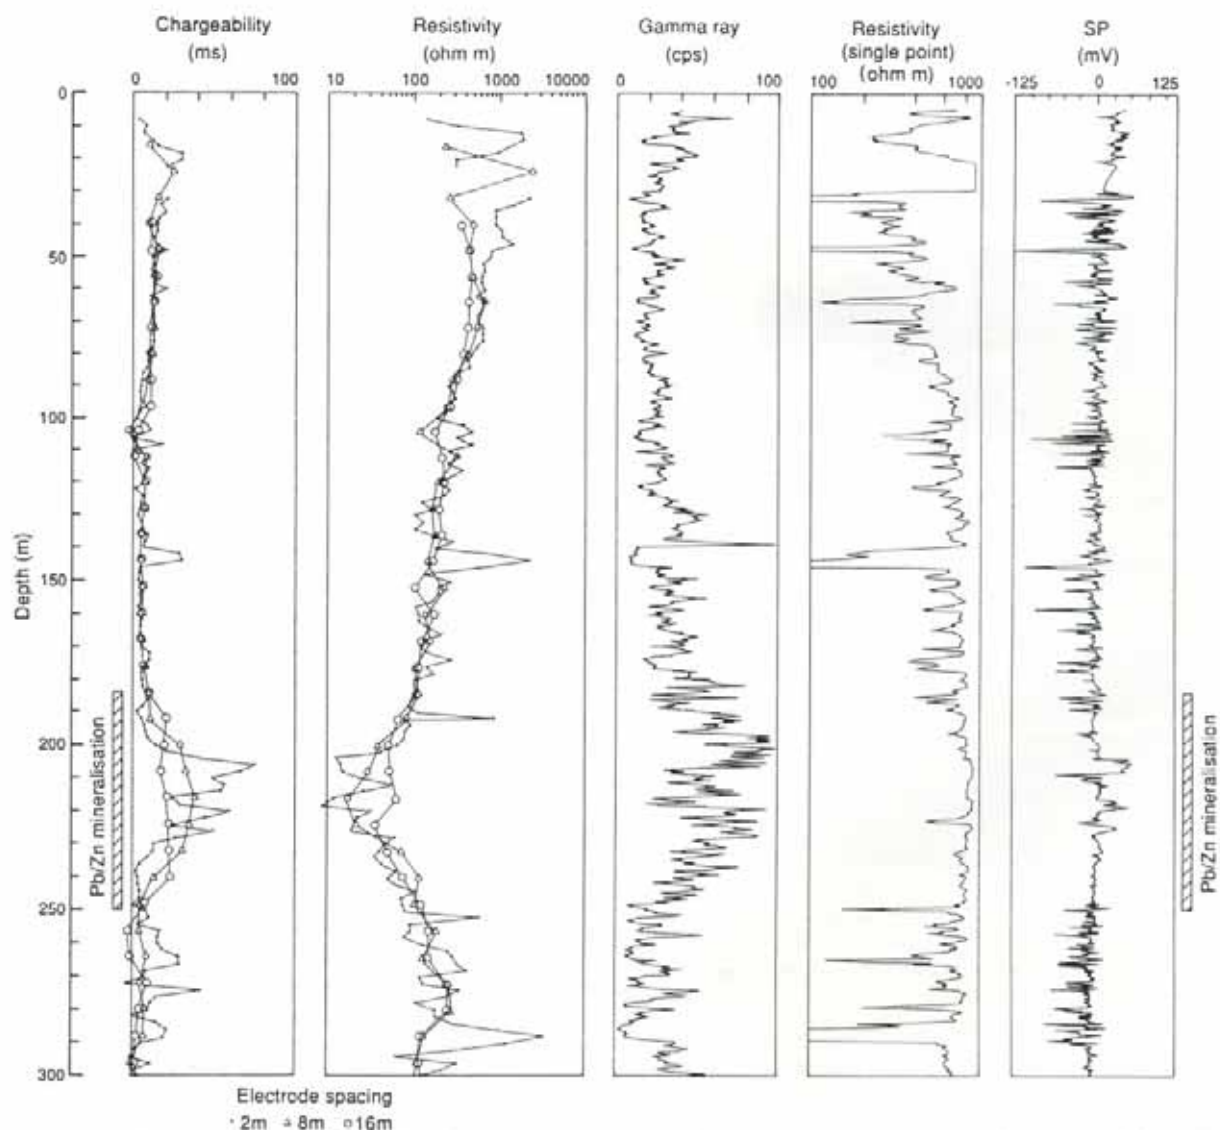 Chargeability
(ms)
Resistivity
(ohm m)
Gamma ray
(cps)
Resistivity
(single point)
(ohm m)
SP
(mV)
0 100
10 100 1000 10000
0 100
100 1000
-125 0 125
0
50
100
150
200
250
300
Depth (m)
Pb/Zn mineralisation
Pb/Zn mineralisation
Electrode spacing
2m 8m 16m